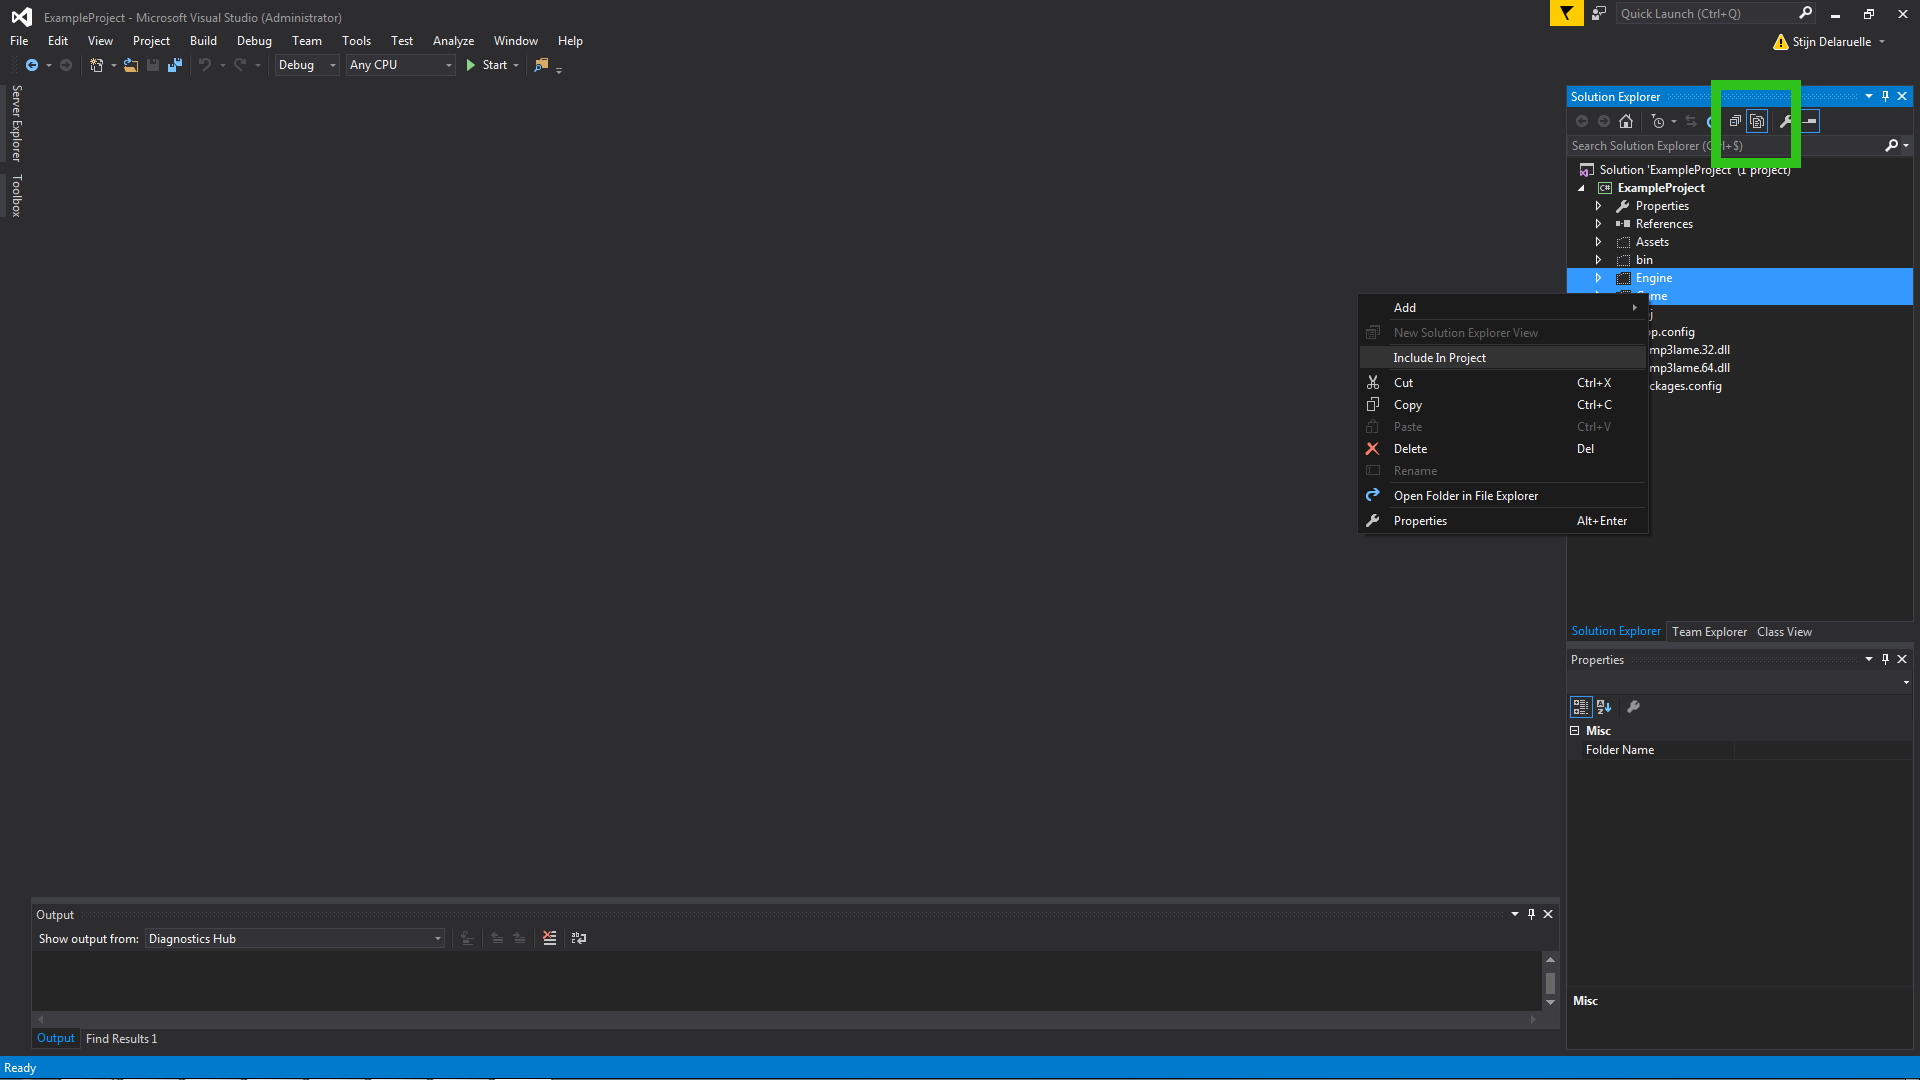 ExampleProject - Microsoft Visual Studio (Administrator)
Quick Launch (Ctrl+Q)
File Edit View Project Build Debug Team Tools Test Analyze Window Help
Stijn Delaruelle
Debug Any CPU Start
Server Explorer
Toolbox
Solution Explorer
Search Solution Explorer (Ctrl+$)
Solution 'ExampleProject' (1 project)
C# ExampleProject
Properties
References
Assets
bin
Engine
ame
j
Add
p.config
New Solution Explorer View
mp3lame.32.dll
Include In Project
mp3lame.64.dll
Cut Ctrl+X
ckages.config
Copy Ctrl+C
Paste Ctrl+V
Delete Del
Rename
Open Folder in File Explorer
Properties Alt+Enter
Solution Explorer Team Explorer Class View
Properties
Misc
Folder Name
Misc
Output
Show output from: Diagnostics Hub
Output Find Results 1
Ready